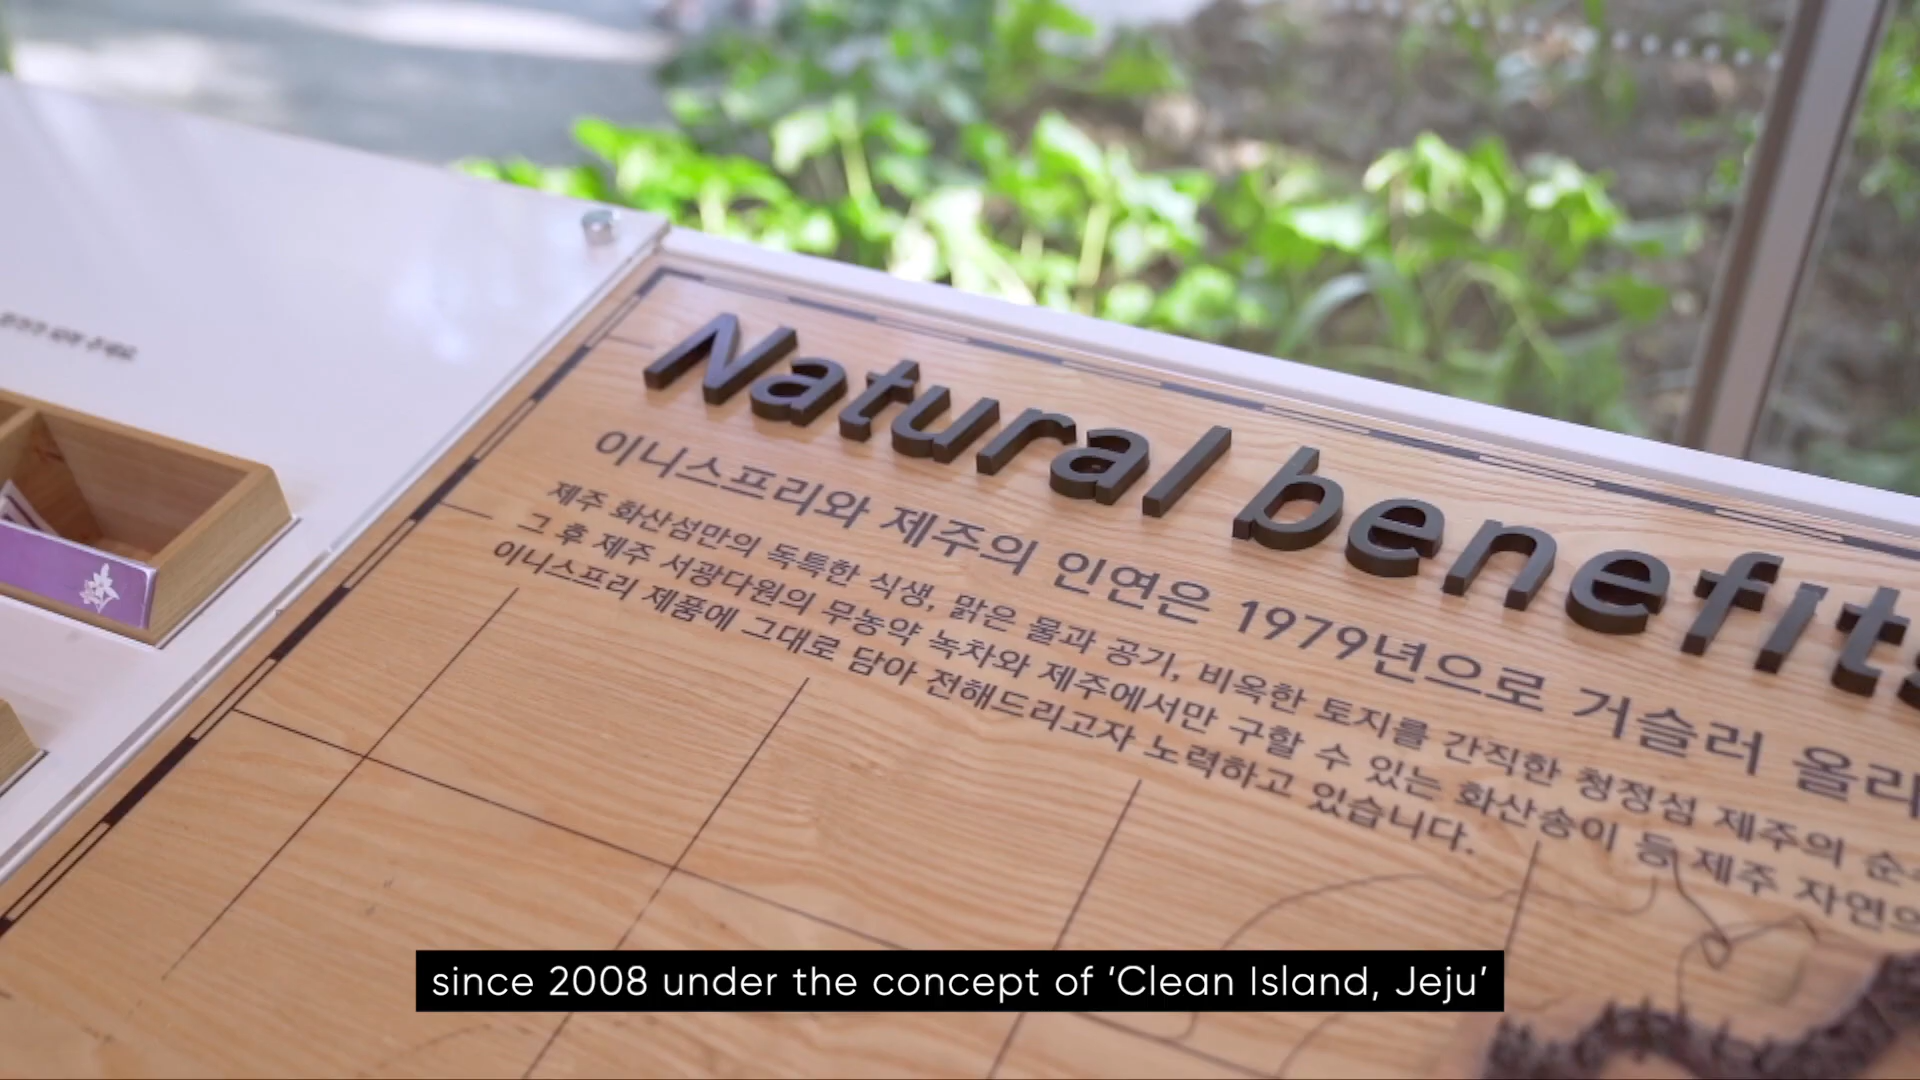 Natural benefits
이니스프리와 제주의 인연은 1979년으로 거슬러 올라
제주 화산섬만의 독특한 식생, 맑은 물과 공기, 비옥한 토지를 간직한 청정섬 제주의 순수
그 후 제주 서광다원의 무농약 녹차와 제주에서만 구할 수 있는 화산송이 등 제주 자연의
이니스프리 제품에 그대로 담아 전해드리고자 노력하고 있습니다.
since 2008 under the concept of ‘Clean Island, Jeju’